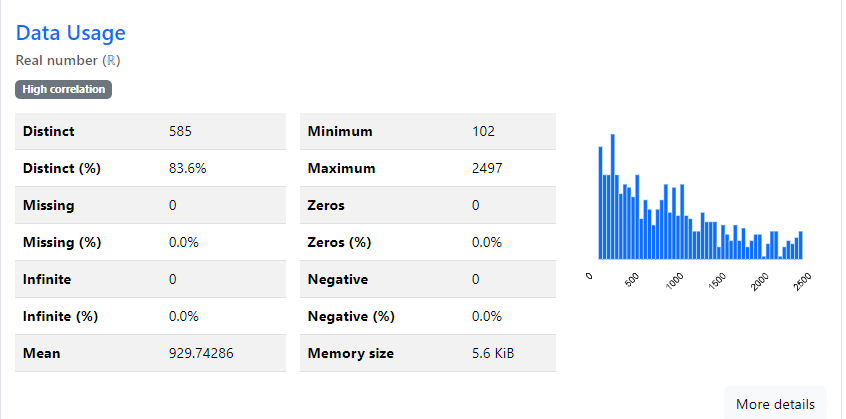 Data Usage
Real number (ℝ)
High correlation
Distinct 585
Distinct (%) 83.6%
Missing 0
Missing (%) 0.0%
Infinite 0
Infinite (%) 0.0%
Mean 929.74286
Minimum 102
Maximum 2497
Zeros 0
Zeros (%) 0.0%
Negative 0
Negative (%) 0.0%
Memory size 5.6 KiB
0 500 1000 1500 2000 2500
More details